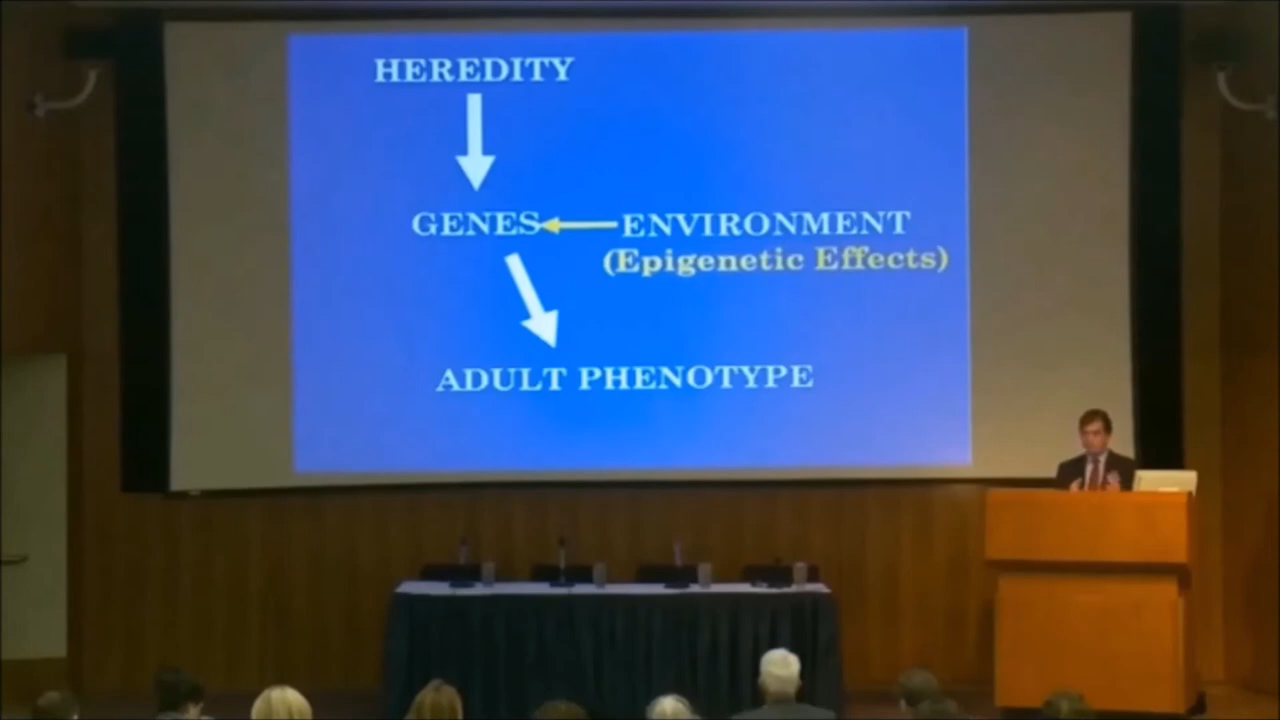 HEREDITY
GENES
ENVIRONMENT
(Epigenetic Effects)
ADULT PHENOTYPE